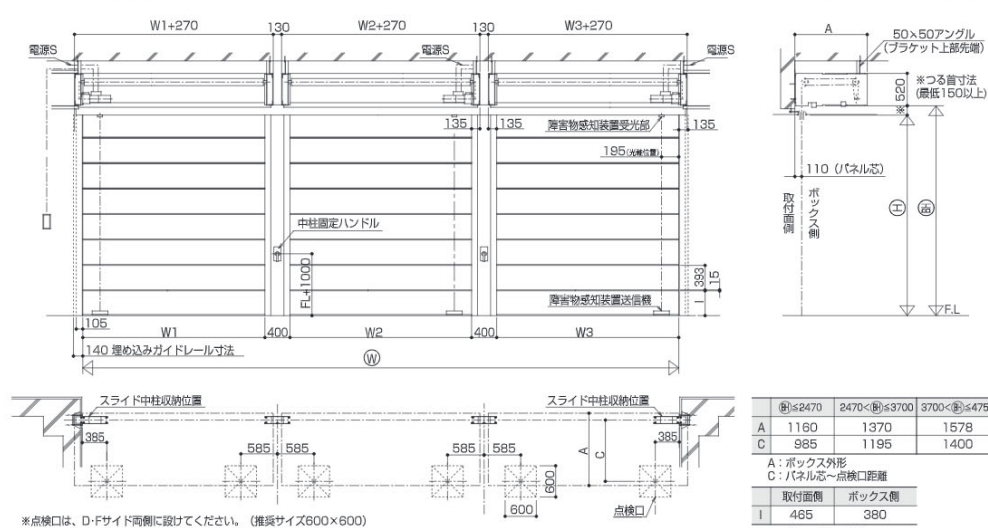 W1+270
130
W2+270
130
W3+270
電源S
電源S
電源S
135
135
障害物感知装置受光部
135
195(光軸位置)
中柱固定ハンドル
FL+1000
393
15
I
障害物感知装置送信機
105
W1
400
W2
400
W3
140 埋め込みガイドレール寸法
W
A
50×50アングル
(ブラケット上部先端)
520
※つる首寸法
(最低150以上)
※
110 (パネル芯)
取付面側
ボックス側
H
F.L
スライド中柱収納位置
スライド中柱収納位置
385
585
585
585
585
385
A
C
600
600
点検口
※点検口は、D・Fサイド両側に設けてください。(推奨サイズ600×600)
BH≦2470 2470<BH≦3700 3700<BH≦475
A 1160 1370 1578
C 985 1195 1400
A：ボックス外形
C：パネル芯～点検口距離
取付面側 ボックス側
I 465 380